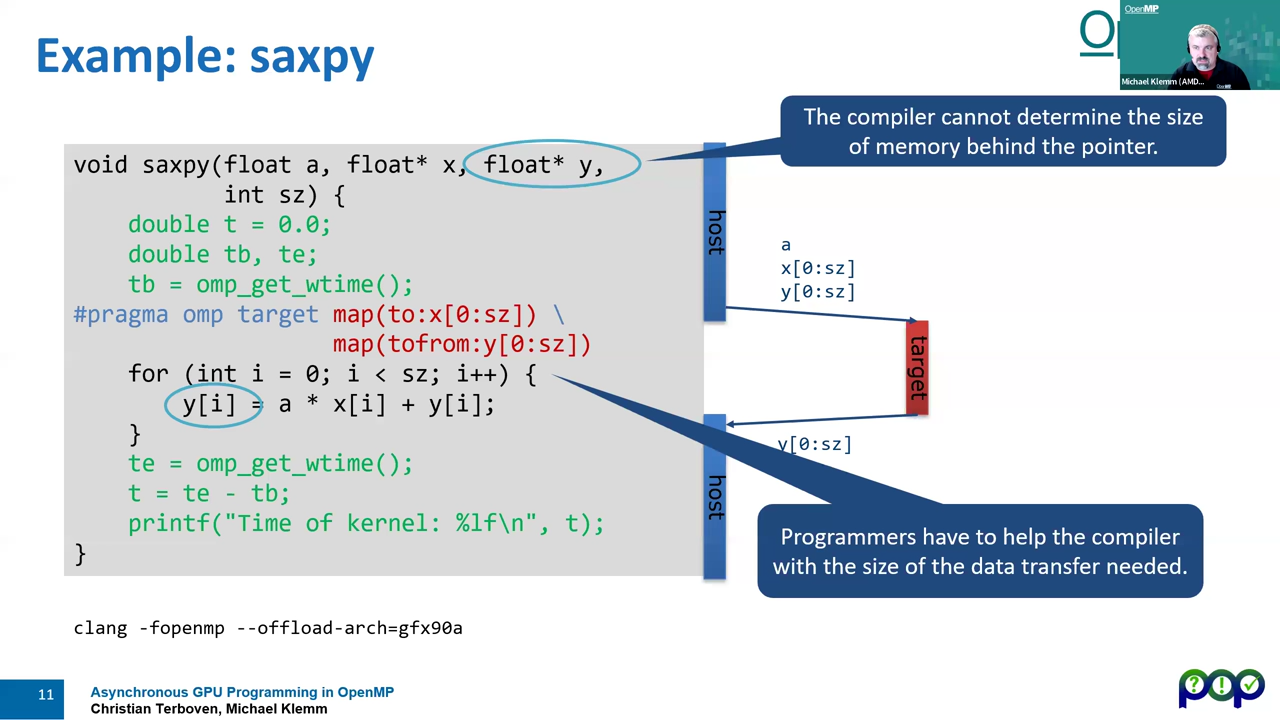 Example: saxpy
OpenMP
Michael Klemm (AMD...
OpenMP
The compiler cannot determine the size
of memory behind the pointer.
void saxpy(float a, float* x, float* y,
int sz) {
double t = 0.0;
double tb, te;
tb = omp_get_wtime();
#pragma omp target map(to:x[0:sz]) \
map(tofrom:y[0:sz])
for (int i = 0; i < sz; i++) {
y[i] = a * x[i] + y[i];
}
te = omp_get_wtime();
t = te - tb;
printf("Time of kernel: %lf\n", t);
}
host
a
x[0:sz]
y[0:sz]
target
y[0:sz]
host
Programmers have to help the compiler
with the size of the data transfer needed.
clang -fopenmp --offload-arch=gfx90a
11
Asynchronous GPU Programming in OpenMP
Christian Terboven, Michael Klemm
pop